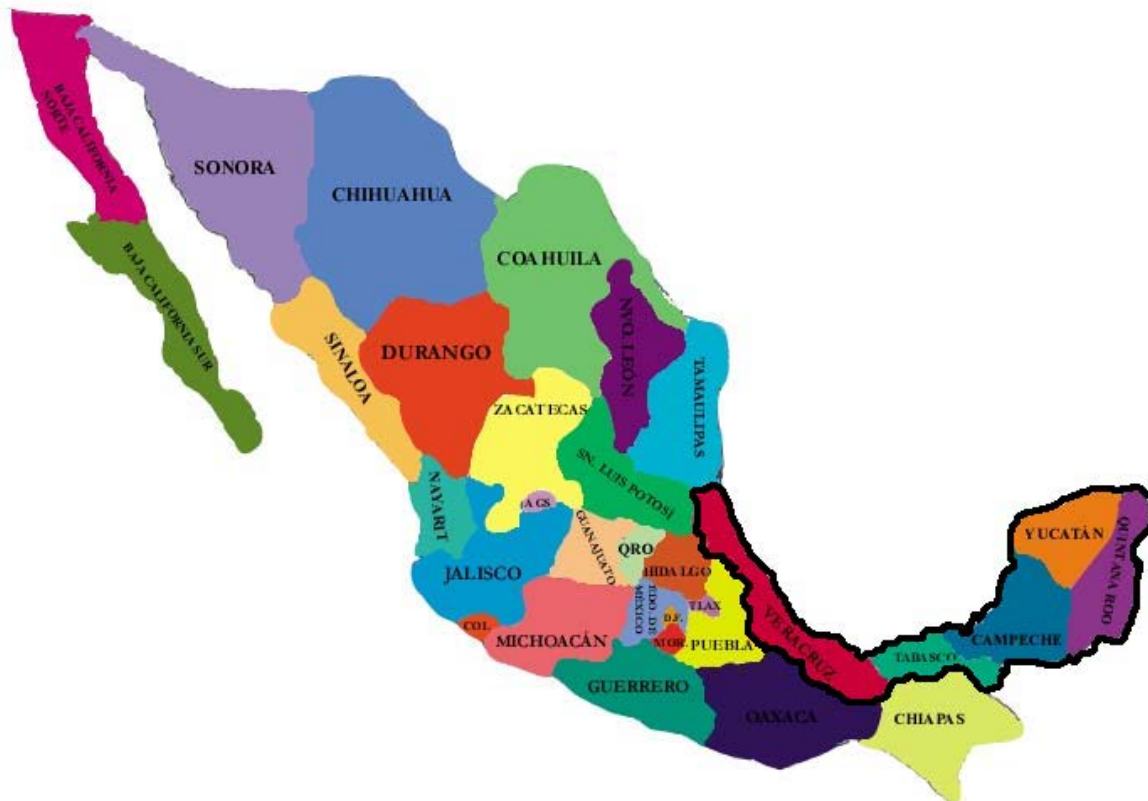 BAJA CALIFORNIA
NORTE
SONORA
CHIHUAHUA
COAHUILA
BAJA CALIFORNIA SUR
SINALOA
DURANGO
NVO. LEÓN
TAMAULIPAS
ZACATECAS
SN. LUIS POTOSÍ
NAYARIT
AGS
GUANAJUATO
QRO
HIDALGO
JALISCO
EDO. DE
MÉXICO
D.F.
TLAX
COL
MICHOACÁN
MOR.
PUEBLA
VERACRUZ
YUCATÁN
QUINTANA ROO
CAMPECHE
TABASCO
GUERRERO
OAXACA
CHIAPAS